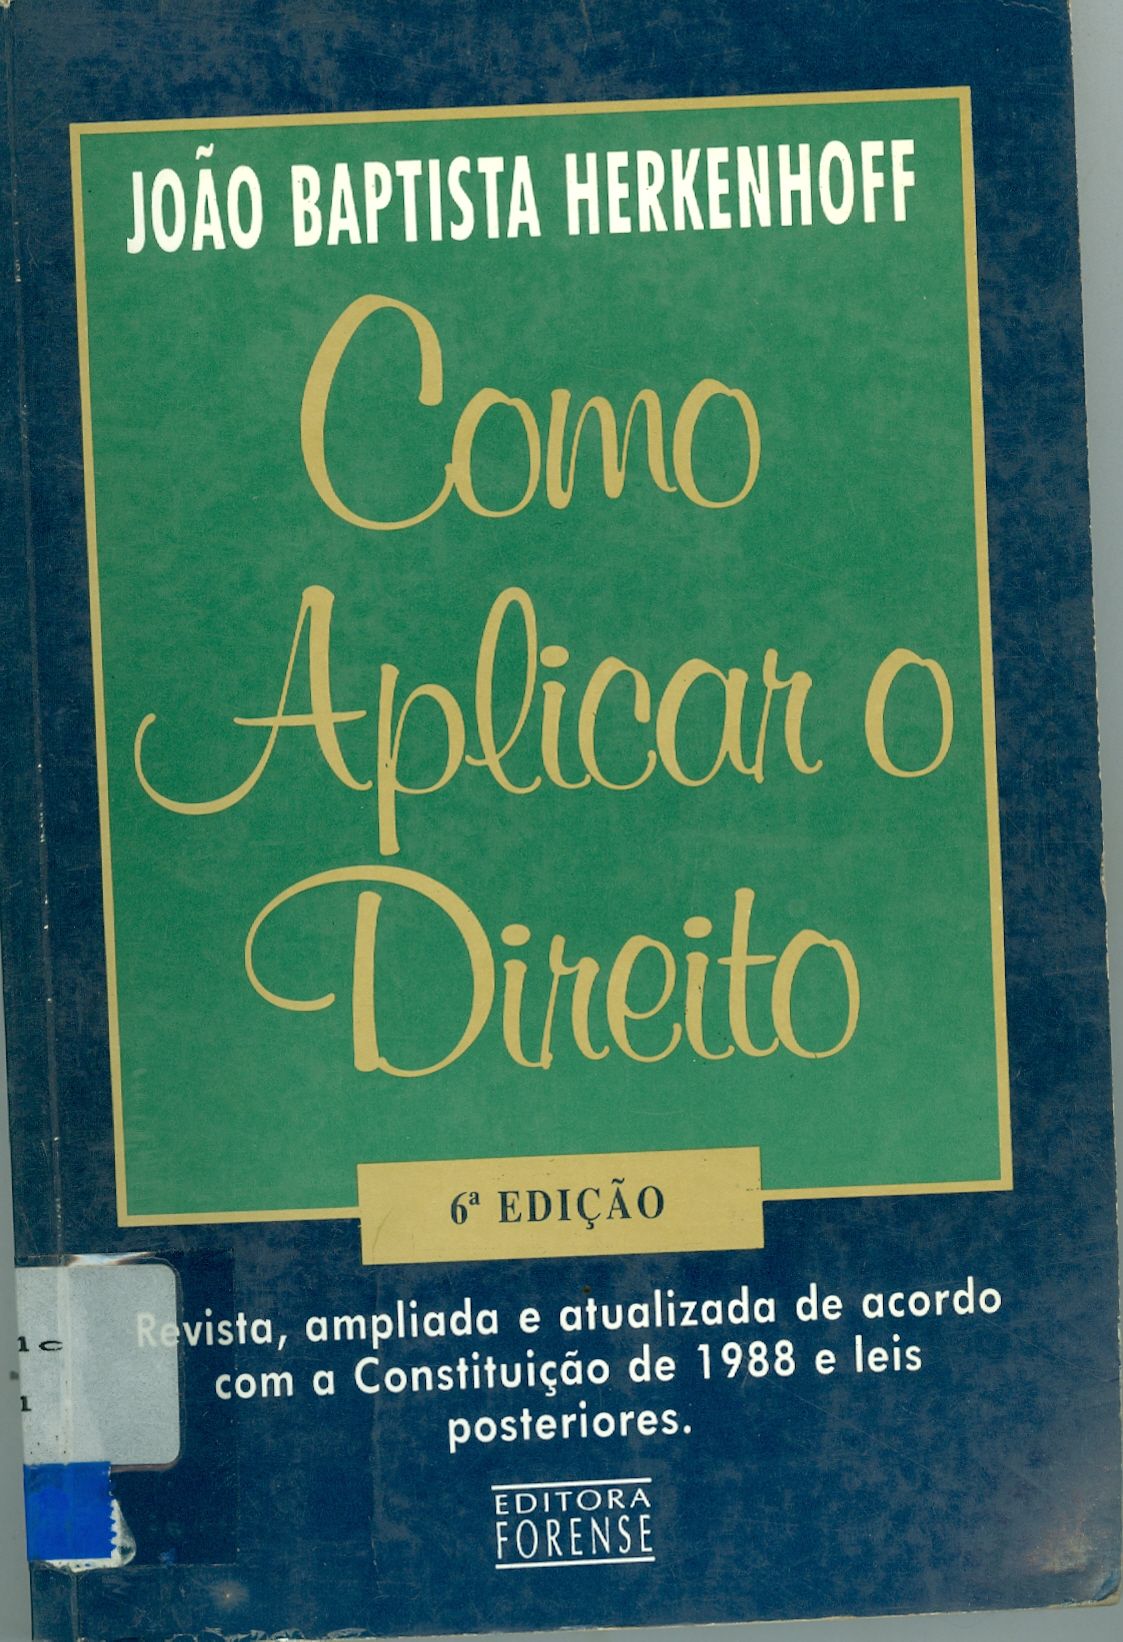 JOÃO BAPTISTA HERKENHOFF
Como
Aplicar o
Direito
6ª EDIÇÃO
Revista, ampliada e atualizada de acordo
com a Constituição de 1988 e leis
posteriores.
EDITORA
FORENSE